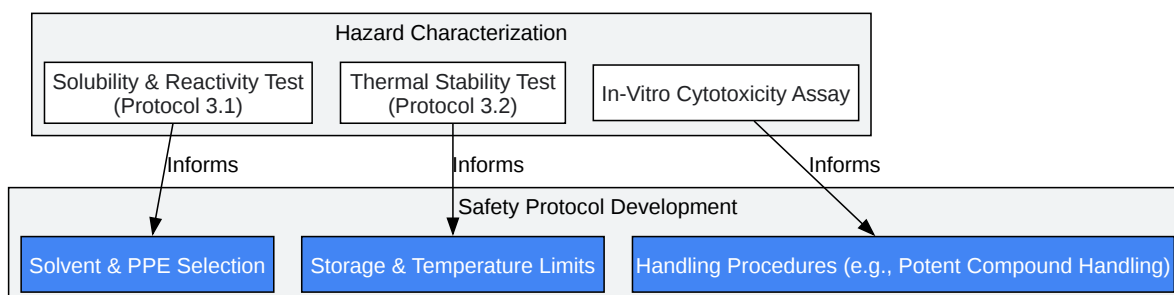 Hazard Characterization
Solubility & Reactivity Test
(Protocol 3.1)
Thermal Stability Test
(Protocol 3.2)
In-Vitro Cytotoxicity Assay
Informs
Informs
Informs
Safety Protocol Development
Solvent & PPE Selection
Storage & Temperature Limits
Handling Procedures (e.g., Potent Compound Handling)